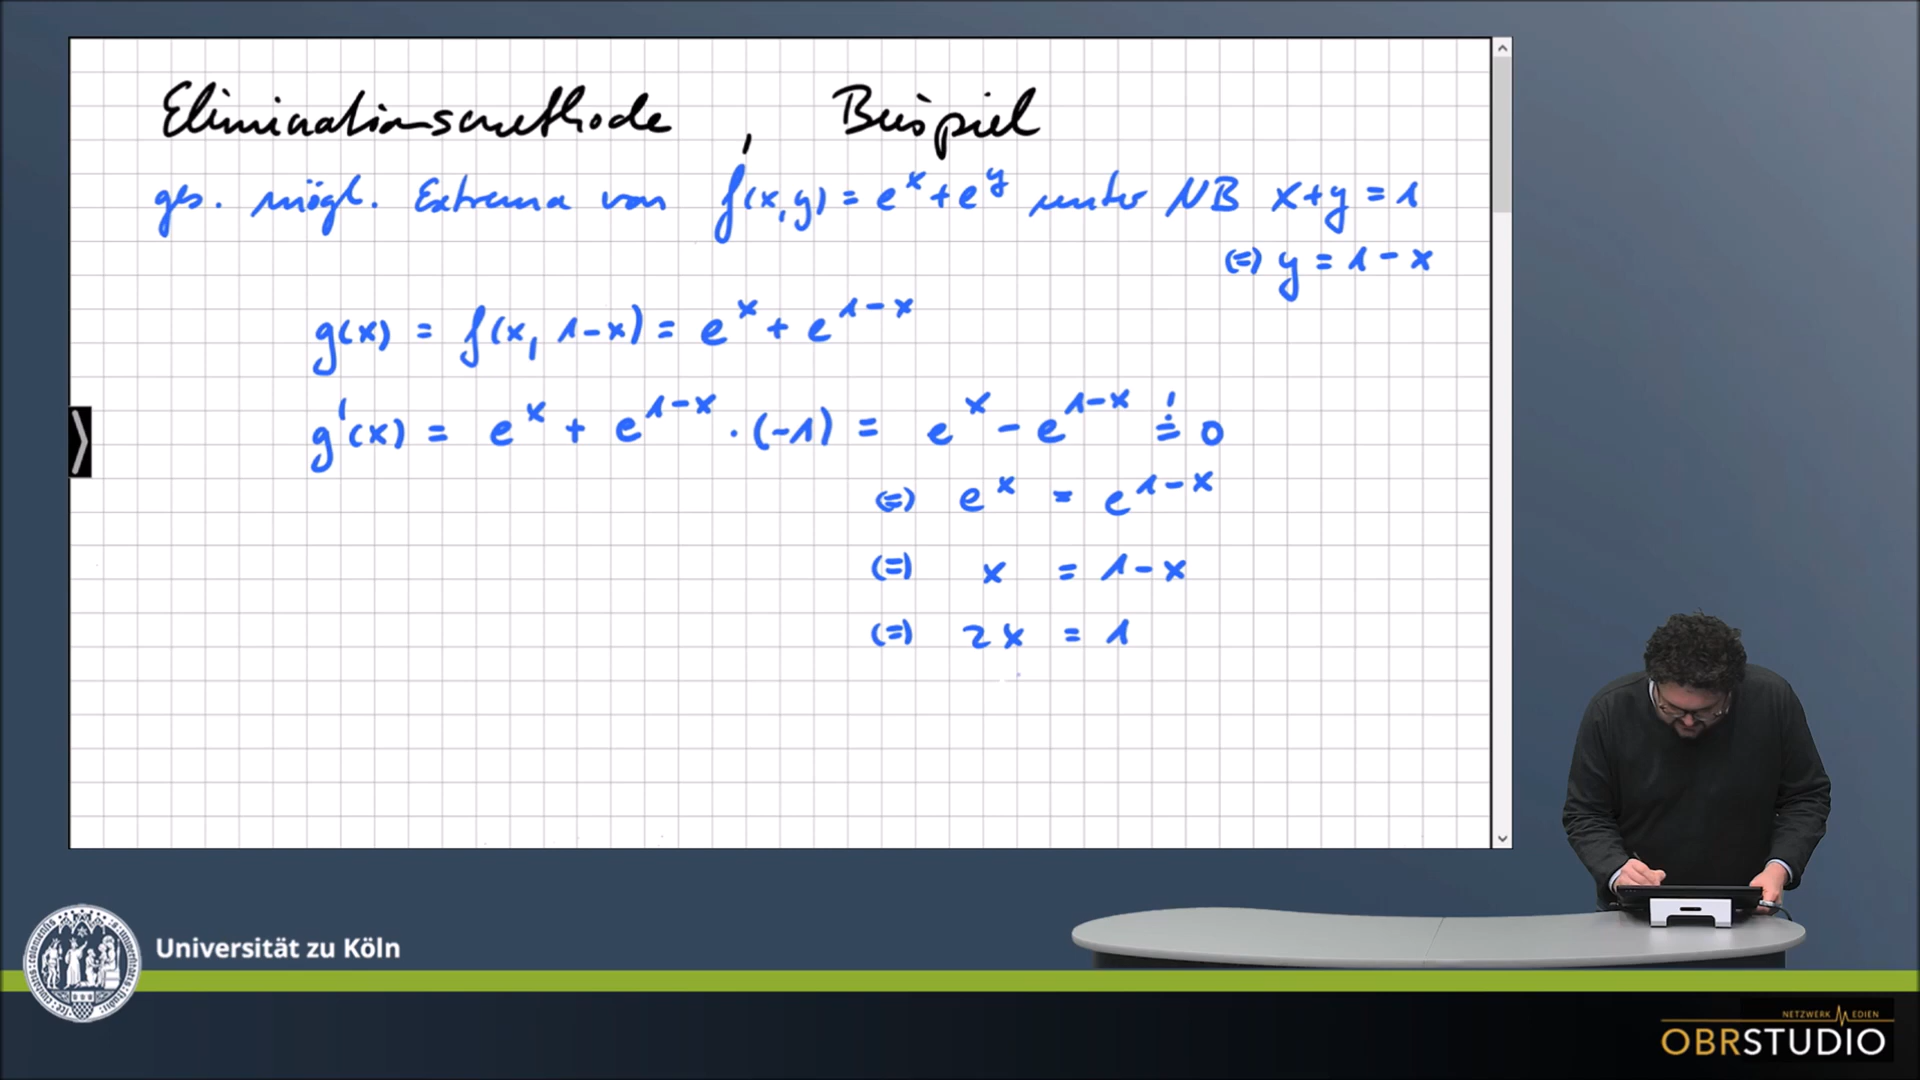 Eliminationsmethode, Beispiel
ges. mögl. Extrema von f(x,y) = e^x + e^y unter NB x+y = 1
(=) y = 1 - x
g(x) = f(x, 1-x) = e^x + e^{1-x}
g'(x) = e^x + e^{1-x} · (-1) = e^x - e^{1-x} != 0
(=) e^x = e^{1-x}
(=) x = 1-x
(=) 2x = 1
Universität zu Köln
NETZWERK MEDIEN
OBRSTUDIO